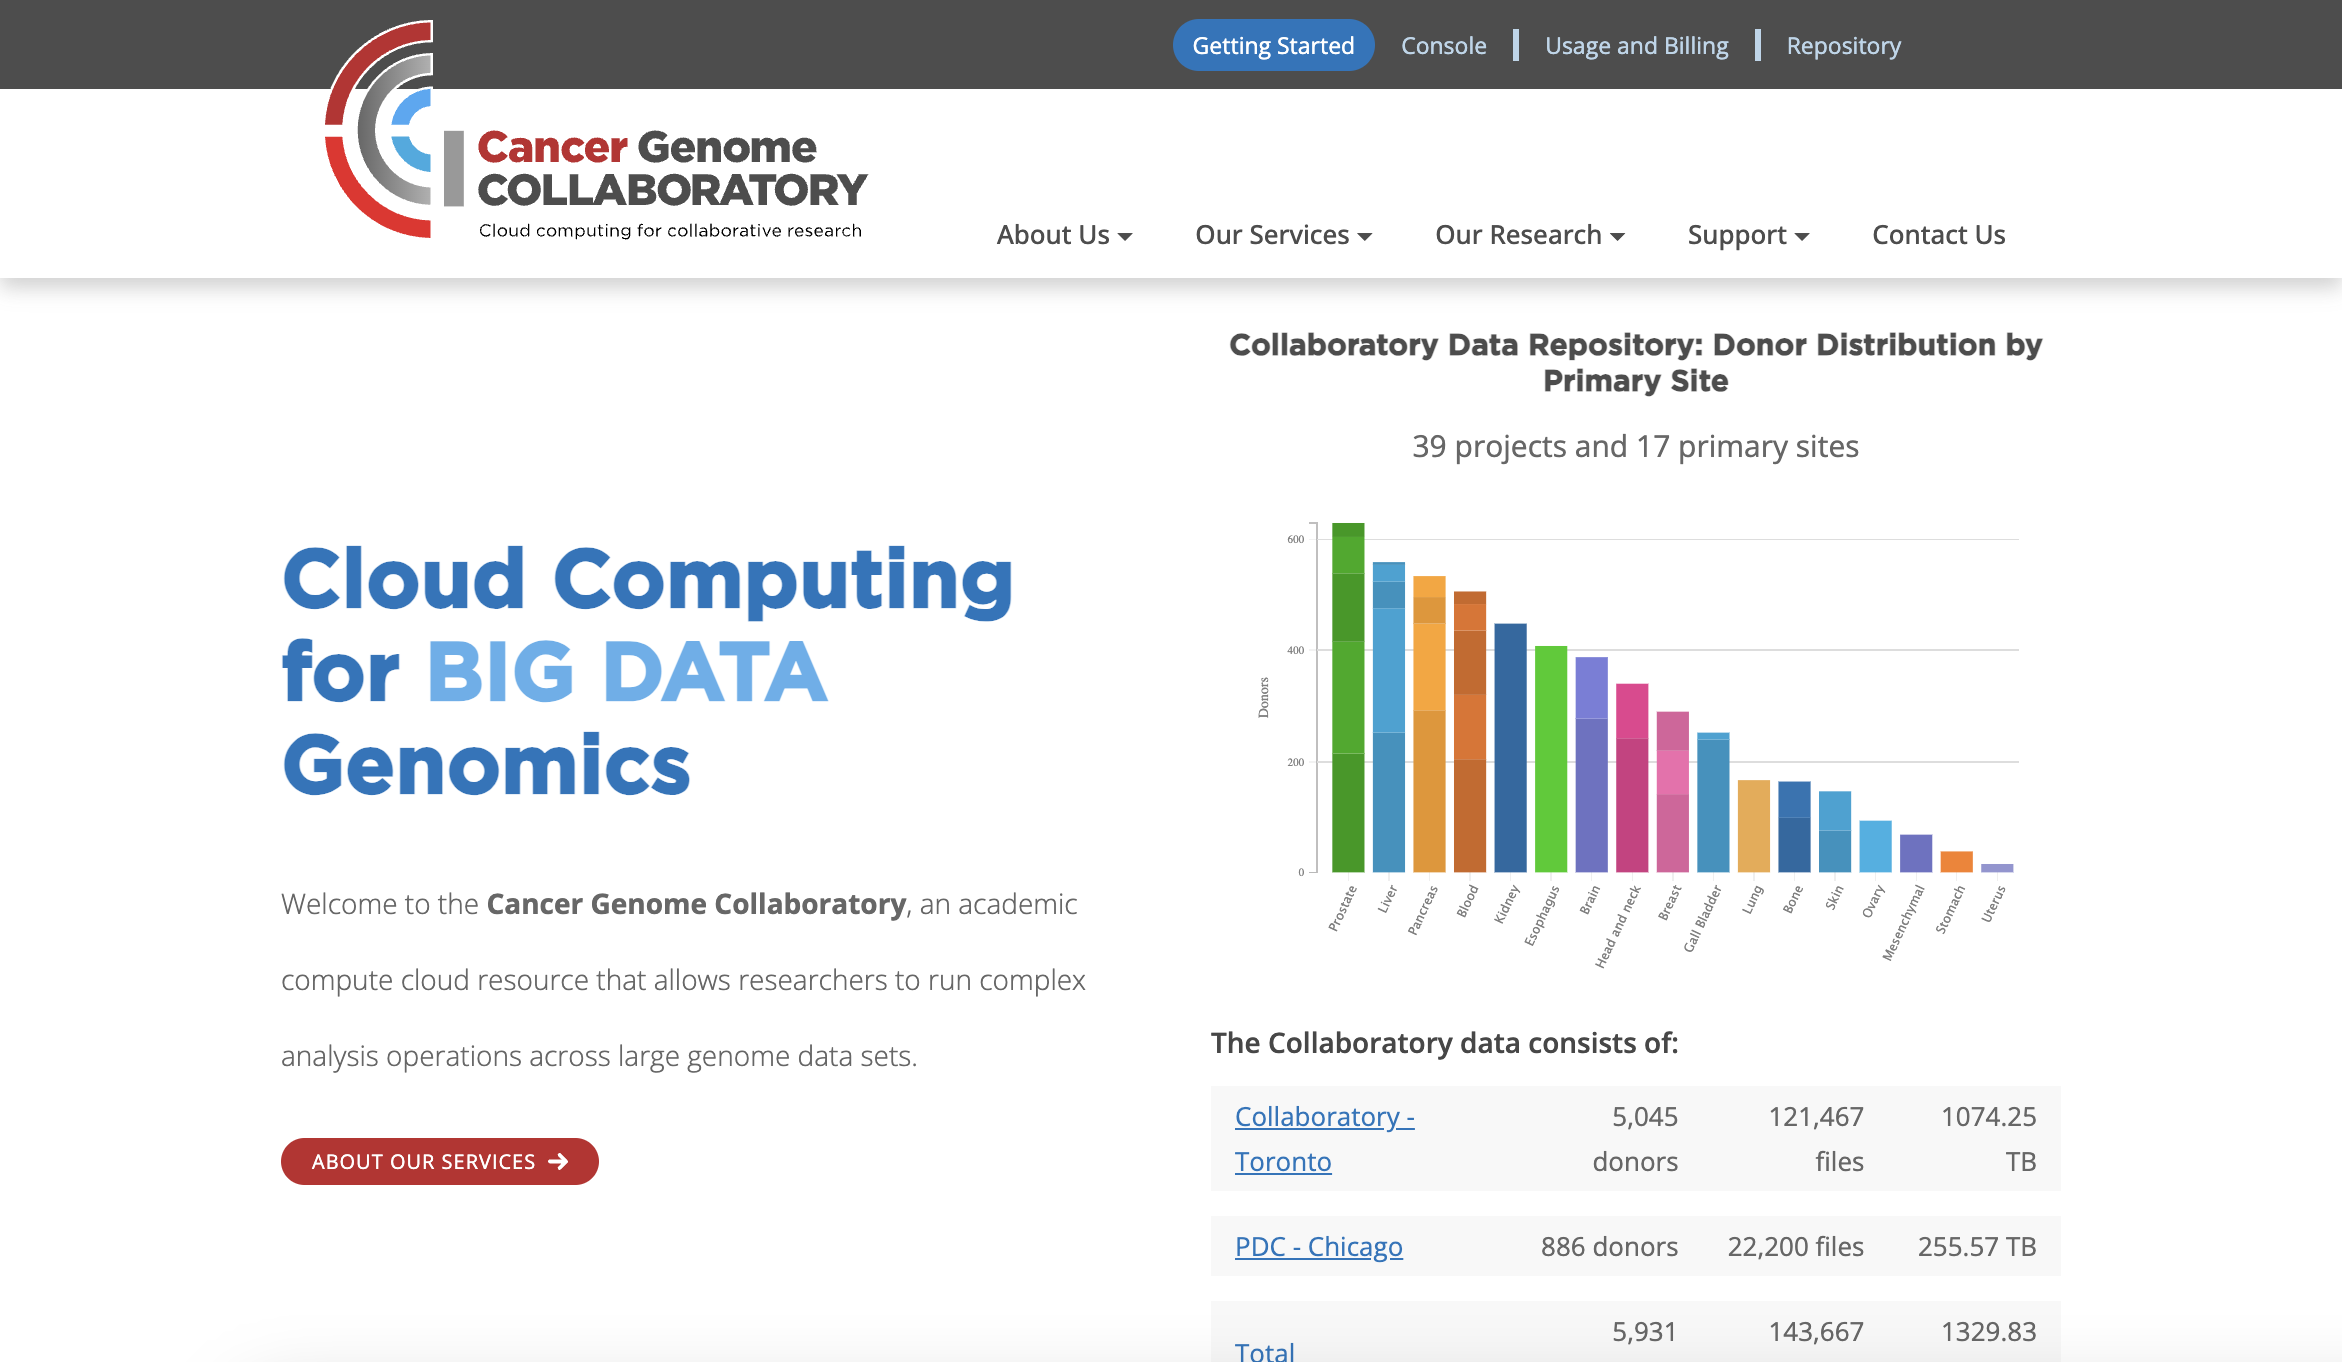 Getting Started Console Usage and Billing Repository
Cancer Genome
COLLABORATORY
Cloud computing for collaborative research
About Us Our Services Our Research Support Contact Us
Cloud Computing
for BIG DATA
Genomics
Welcome to the Cancer Genome Collaboratory, an academic
compute cloud resource that allows researchers to run complex
analysis operations across large genome data sets.
ABOUT OUR SERVICES
Collaboratory Data Repository: Donor Distribution by
Primary Site
39 projects and 17 primary sites
600
400
200
0
Donors
Prostate
Liver
Pancreas
Blood
Kidney
Esophagus
Brain
Head and neck
Breast
Gall Bladder
Lung
Bone
Skin
Ovary
Mesenchymal
Stomach
Uterus
The Collaboratory data consists of:
Collaboratory - 5,045 121,467 1074.25
Toronto donors files TB
PDC - Chicago 886 donors 22,200 files 255.57 TB
5,931 143,667 1329.83
Total